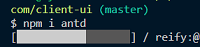 com/client-ui (master)
$ npm i antd
[          ] / reify:@